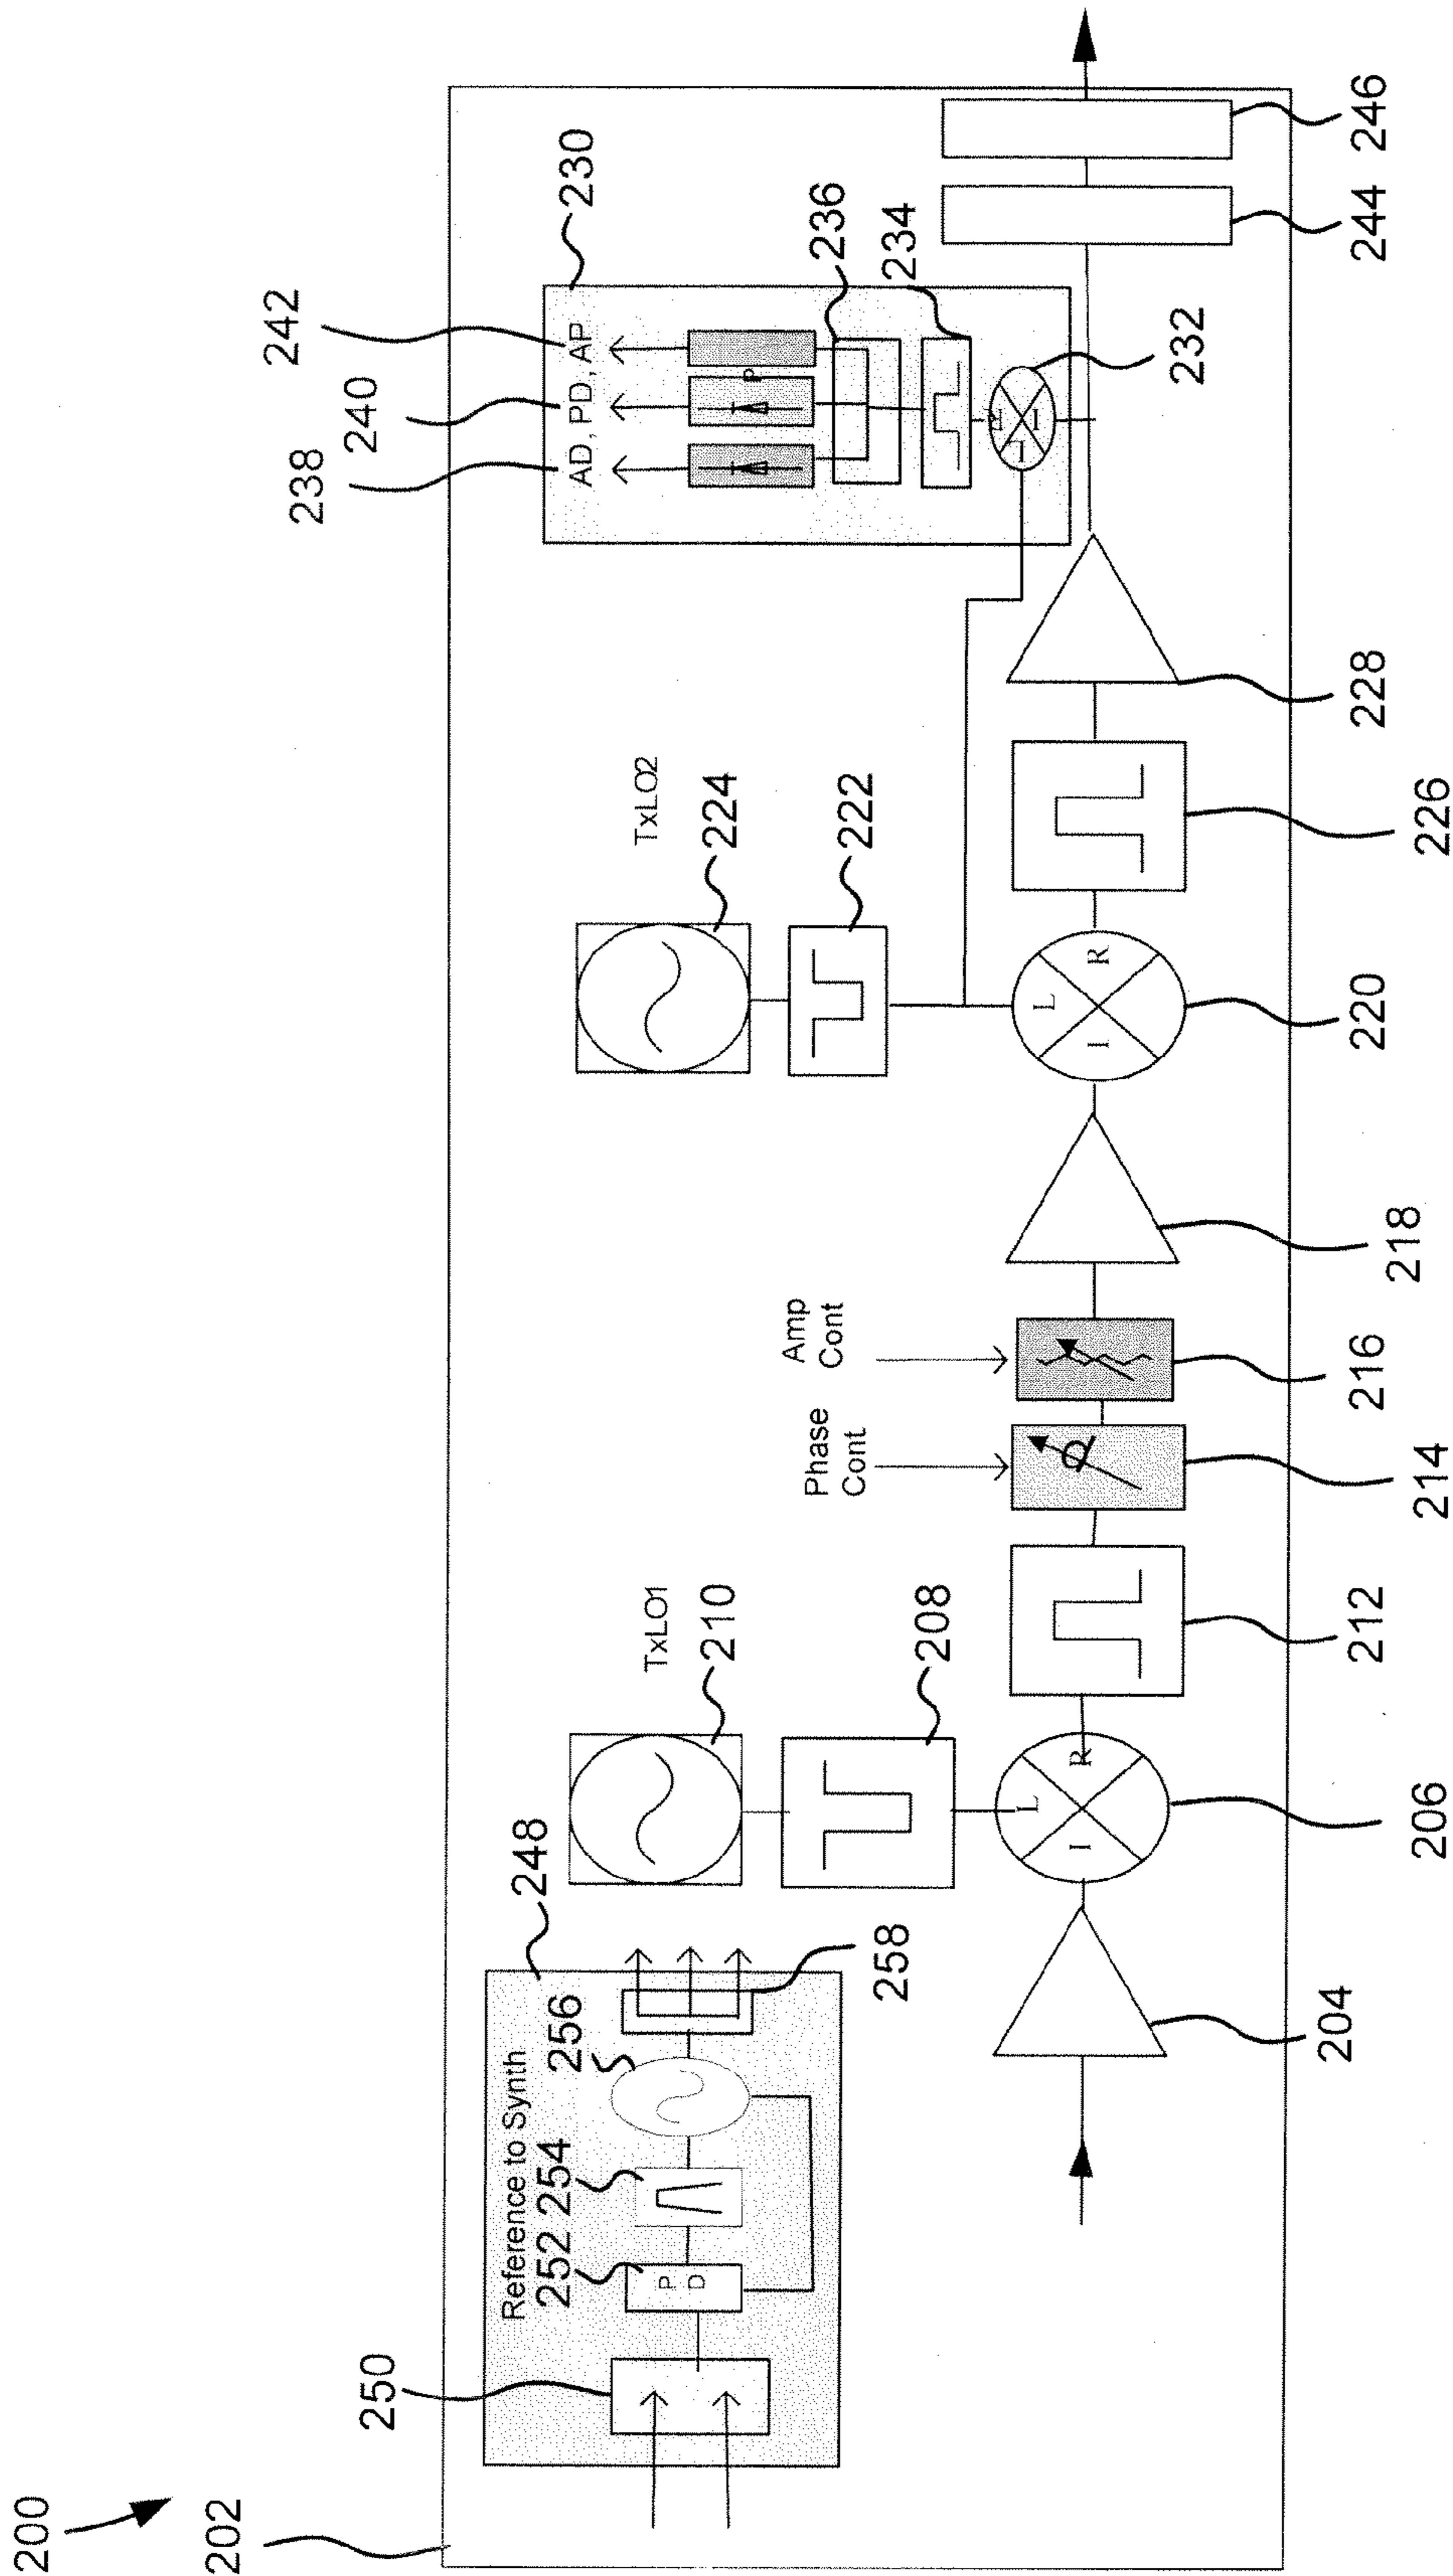 200
202
250
Reference to Synth
252
254
256
248
258
P
D
TxLO1
210
208
L
I
R
204
206
212
Phase
Cont
214
Amp
Cont
216
218
TxLO2
224
222
L
I
R
220
226
228
238
240
242
AD, PD, AP
230
P
236
234
232
244
246